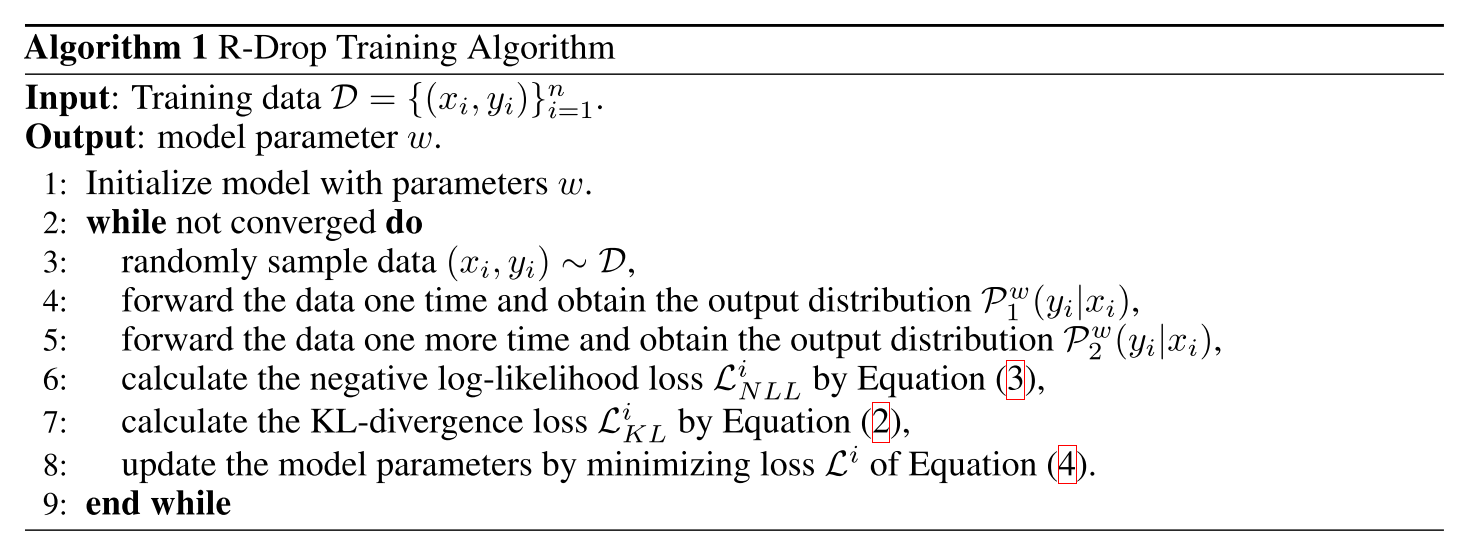 Algorithm 1 R-Drop Training Algorithm
Input: Training data $\mathcal{D} = \{(x_i, y_i)\}_{i=1}^{n}$.
Output: model parameter $w$.
1: Initialize model with parameters $w$.
2: while not converged do
3: randomly sample data $(x_i, y_i) \sim \mathcal{D}$,
4: forward the data one time and obtain the output distribution $\mathcal{P}_1^w(y_i|x_i)$,
5: forward the data one more time and obtain the output distribution $\mathcal{P}_2^w(y_i|x_i)$,
6: calculate the negative log-likelihood loss $\mathcal{L}_{NLL}^i$ by Equation (3),
7: calculate the KL-divergence loss $\mathcal{L}_{KL}^i$ by Equation (2),
8: update the model parameters by minimizing loss $\mathcal{L}^i$ of Equation (4).
9: end while